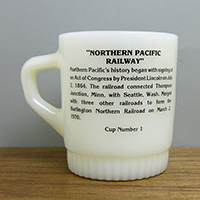 "NORTHERN PACIFIC
RAILWAY"
Northern Pacific's history began with signing of
an Act of Congress by President Lincoln on July
2, 1864. The railroad connected Thompson
Junction, Minn. with Seattle, Wash. Merged
with three other railroads to form the
Burlington Northern Railroad on March 2,
1970.
Cup Number 1